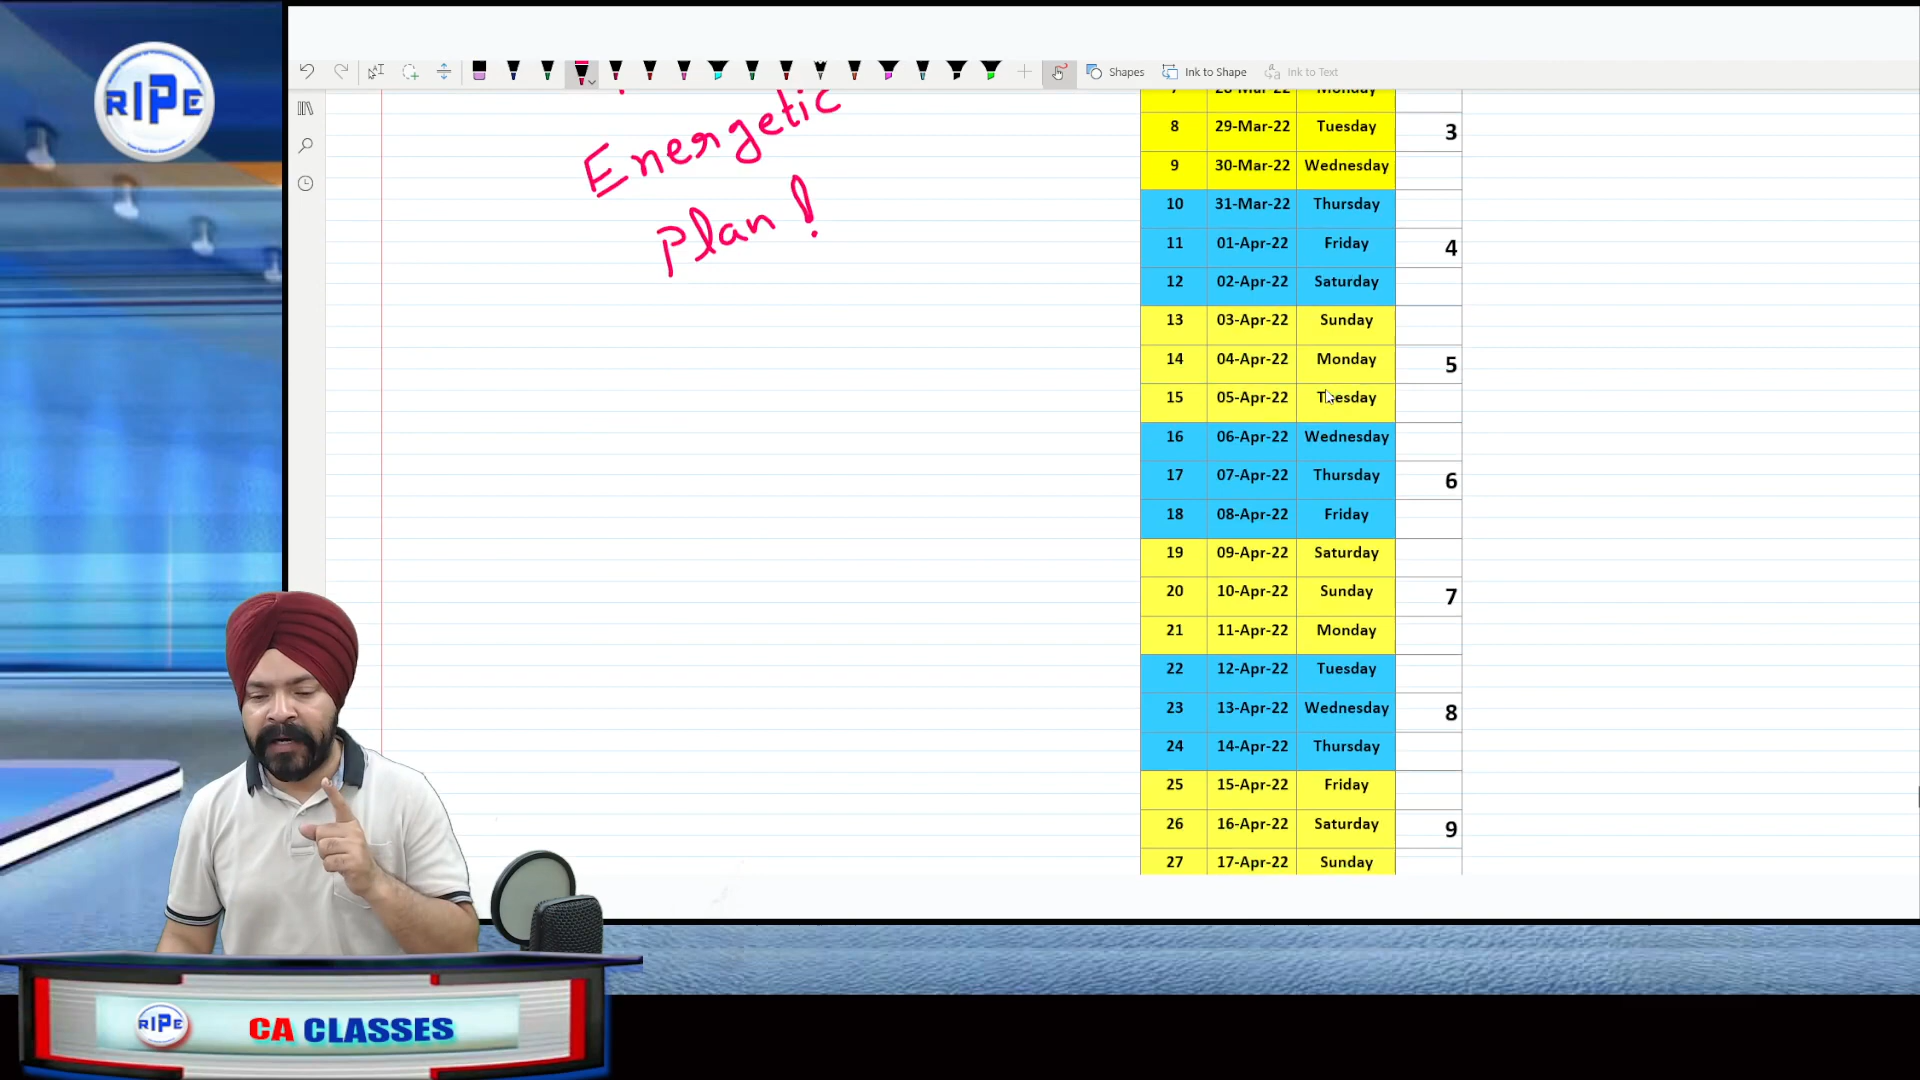 RIPE
Shapes
Ink to Shape
Ink to Text
Energetic
Plan !
7 28-Mar-22 Monday
8 29-Mar-22 Tuesday 3
9 30-Mar-22 Wednesday
10 31-Mar-22 Thursday
11 01-Apr-22 Friday 4
12 02-Apr-22 Saturday
13 03-Apr-22 Sunday
14 04-Apr-22 Monday 5
15 05-Apr-22 Tuesday
16 06-Apr-22 Wednesday
17 07-Apr-22 Thursday 6
18 08-Apr-22 Friday
19 09-Apr-22 Saturday
20 10-Apr-22 Sunday 7
21 11-Apr-22 Monday
22 12-Apr-22 Tuesday
23 13-Apr-22 Wednesday 8
24 14-Apr-22 Thursday
25 15-Apr-22 Friday
26 16-Apr-22 Saturday 9
27 17-Apr-22 Sunday
RIPE CA CLASSES